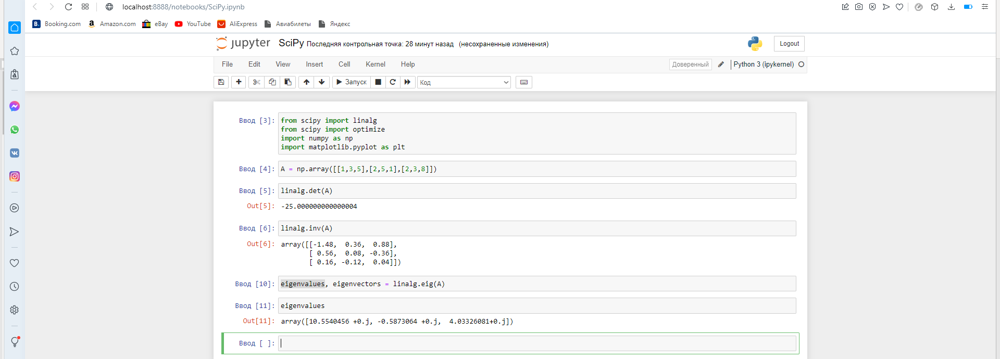 localhost:8888/notebooks/SciPy.ipynb
Booking.com Amazon.com eBay YouTube AliExpress Авиабилеты Яндекс
jupyter SciPy Последняя контрольная точка: 28 минут назад (несохраненные изменения) Logout
File Edit View Insert Cell Kernel Help Доверенный Python 3 (ipykernel)
Запуск Код
Ввод [3]: from scipy import linalg
from scipy import optimize
import numpy as np
import matplotlib.pyplot as plt
Ввод [4]: A = np.array([[1,3,5],[2,5,1],[2,3,8]])
Ввод [5]: linalg.det(A)
Out[5]: -25.000000000000004
Ввод [6]: linalg.inv(A)
Out[6]: array([[-1.48,  0.36,  0.88],
[ 0.56,  0.08, -0.36],
[ 0.16, -0.12,  0.04]])
Ввод [10]: eigenvalues, eigenvectors = linalg.eig(A)
Ввод [11]: eigenvalues
Out[11]: array([10.5540456 +0.j, -0.5873064 +0.j,  4.03326081+0.j])
Ввод [ ]: